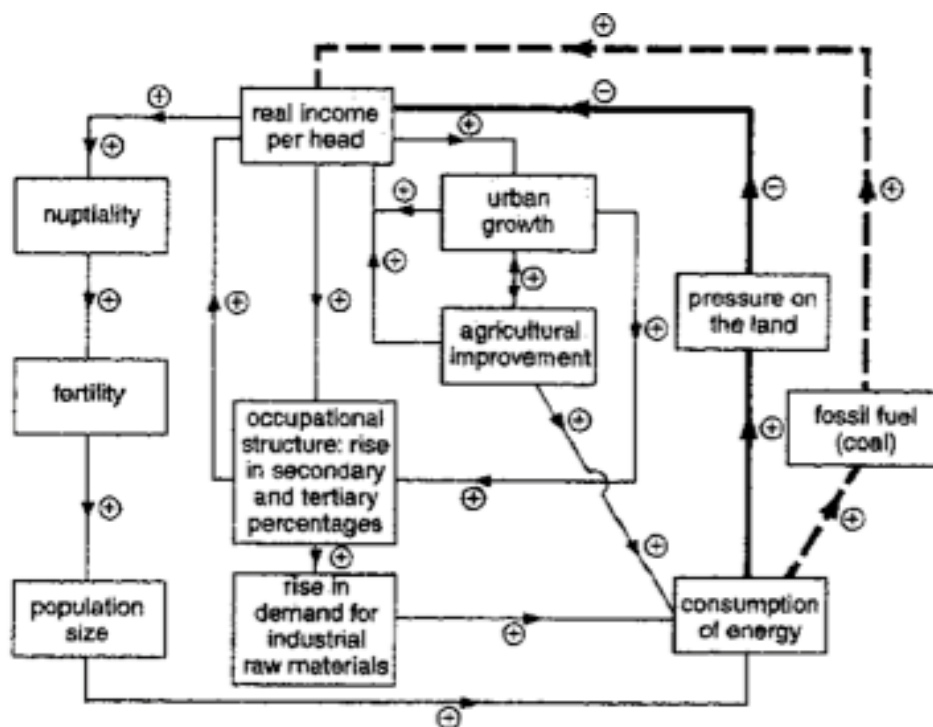 real income
per head
nuptiality
urban
growth
pressure on
the land
agricultural
improvement
fertility
fossil fuel
(coal)
occupational
structure: rise
in secondary
and tertiary
percentages
population
size
rise in
demand for
industrial
raw materials
consumption
of energy